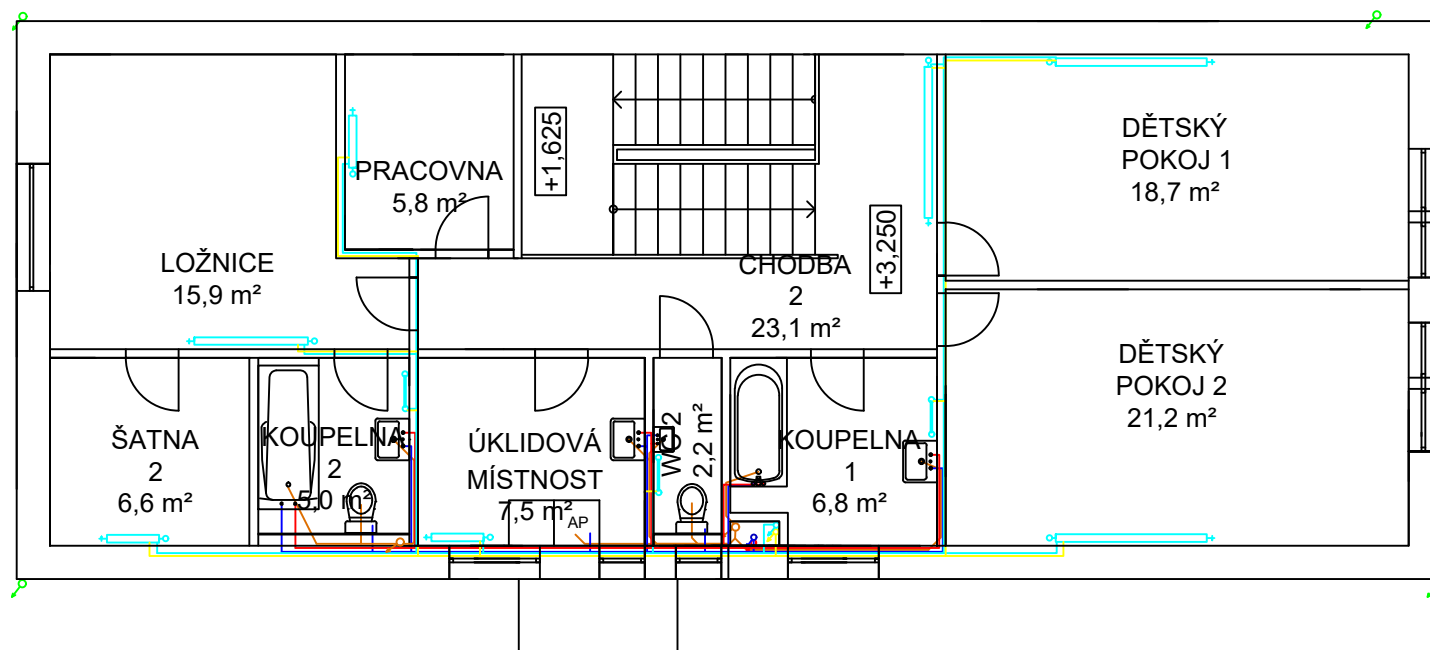 PRACOVNA
5,8 m²
+1,625
DĚTSKÝ
POKOJ 1
18,7 m²
LOŽNICE
15,9 m²
CHODBA
2
23,1 m²
+3,250
DĚTSKÝ
POKOJ 2
21,2 m²
ŠATNA
2
6,6 m²
KOUPELNA
2
5,0 m²
ÚKLIDOVÁ
MÍSTNOST
7,5 m²
AP
WC 2
2,2 m²
KOUPELNA
1
6,8 m²